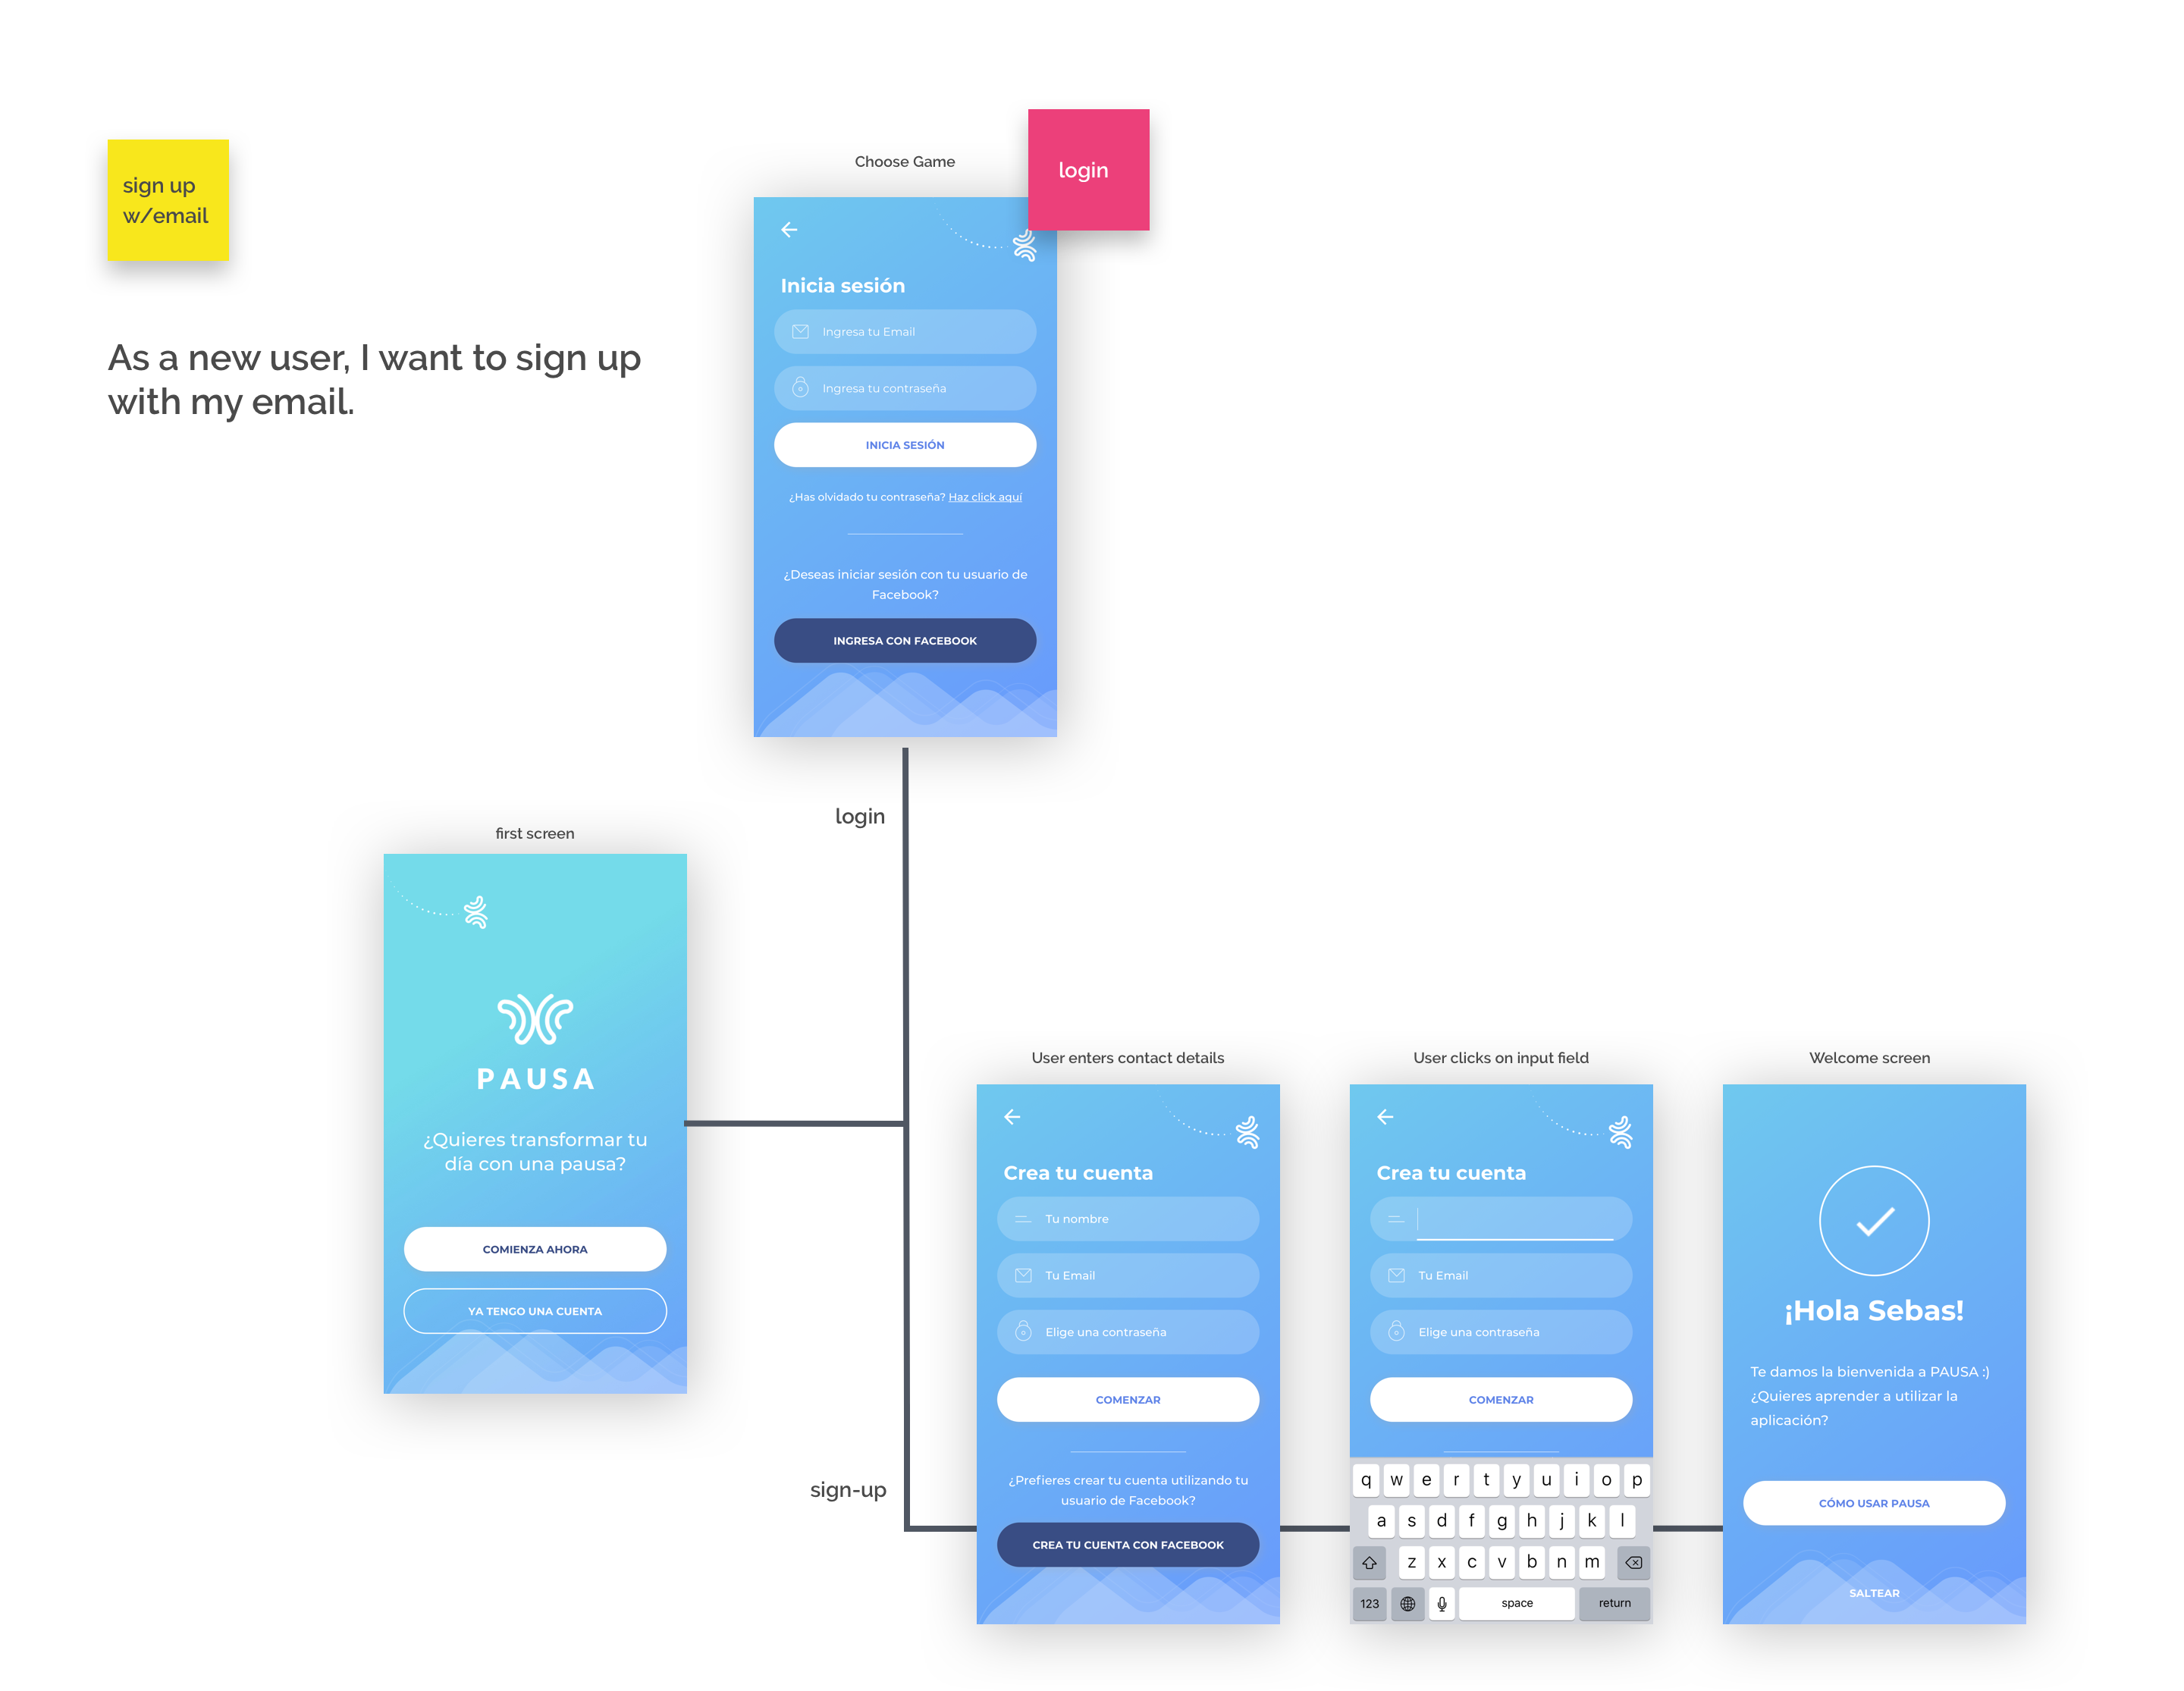 sign up
w/email
As a new user, I want to sign up
with my email.
Choose Game
login
Inicia sesión
Ingresa tu Email
Ingresa tu contraseña
INICIA SESIÓN
¿Has olvidado tu contraseña? Haz click aquí
¿Deseas iniciar sesión con tu usuario de
Facebook?
INGRESA CON FACEBOOK
login
first screen
PAUSA
¿Quieres transformar tu
día con una pausa?
COMIENZA AHORA
YA TENGO UNA CUENTA
sign-up
User enters contact details
Crea tu cuenta
Tu nombre
Tu Email
Elige una contraseña
COMENZAR
¿Prefieres crear tu cuenta utilizando tu
usuario de Facebook?
CREA TU CUENTA CON FACEBOOK
User clicks on input field
Crea tu cuenta
Tu Email
Elige una contraseña
COMENZAR
q w e r t y u i o p
a s d f g h j k l
z x c v b n m
123 space return
Welcome screen
¡Hola Sebas!
Te damos la bienvenida a PAUSA :)
¿Quieres aprender a utilizar la
aplicación?
CÓMO USAR PAUSA
SALTEAR